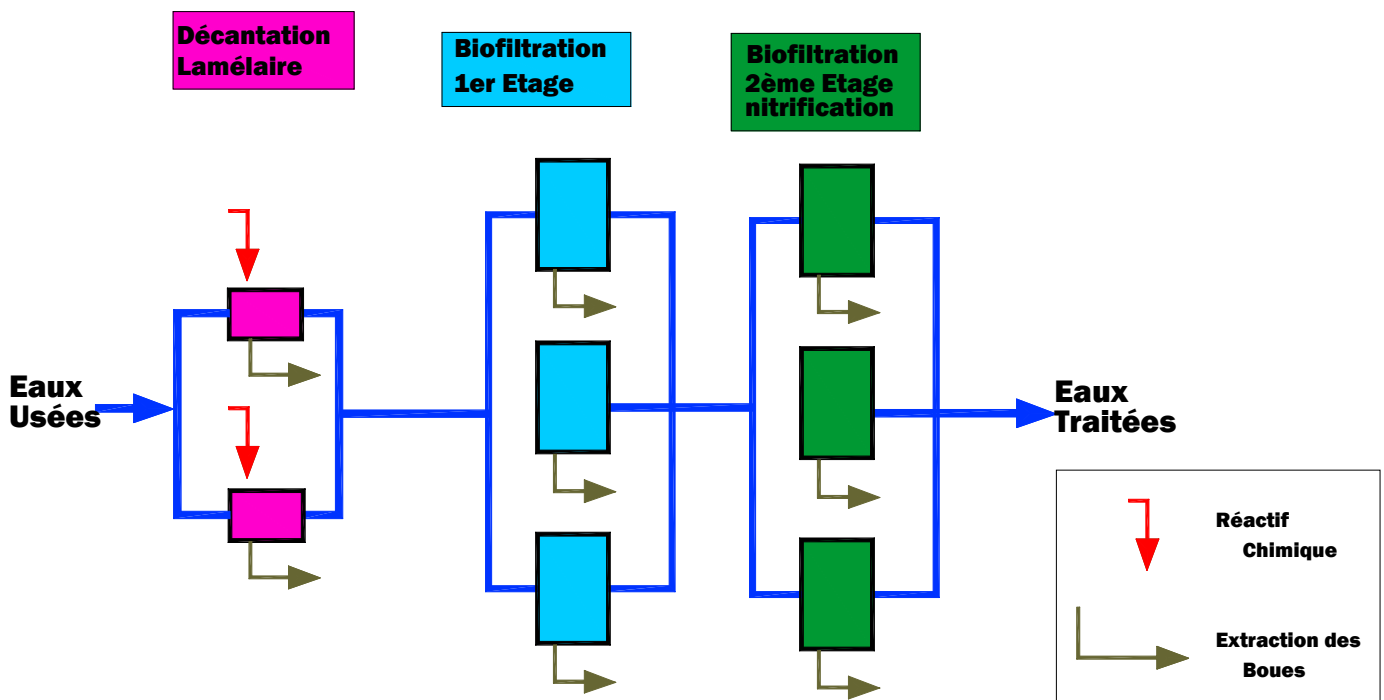 Décantation
Lamélaire
Biofiltration
1er Etage
Biofiltration
2ème Etage
nitrification
Eaux
Usées
Eaux
Traitées
Réactif
Chimique
Extraction des
Boues